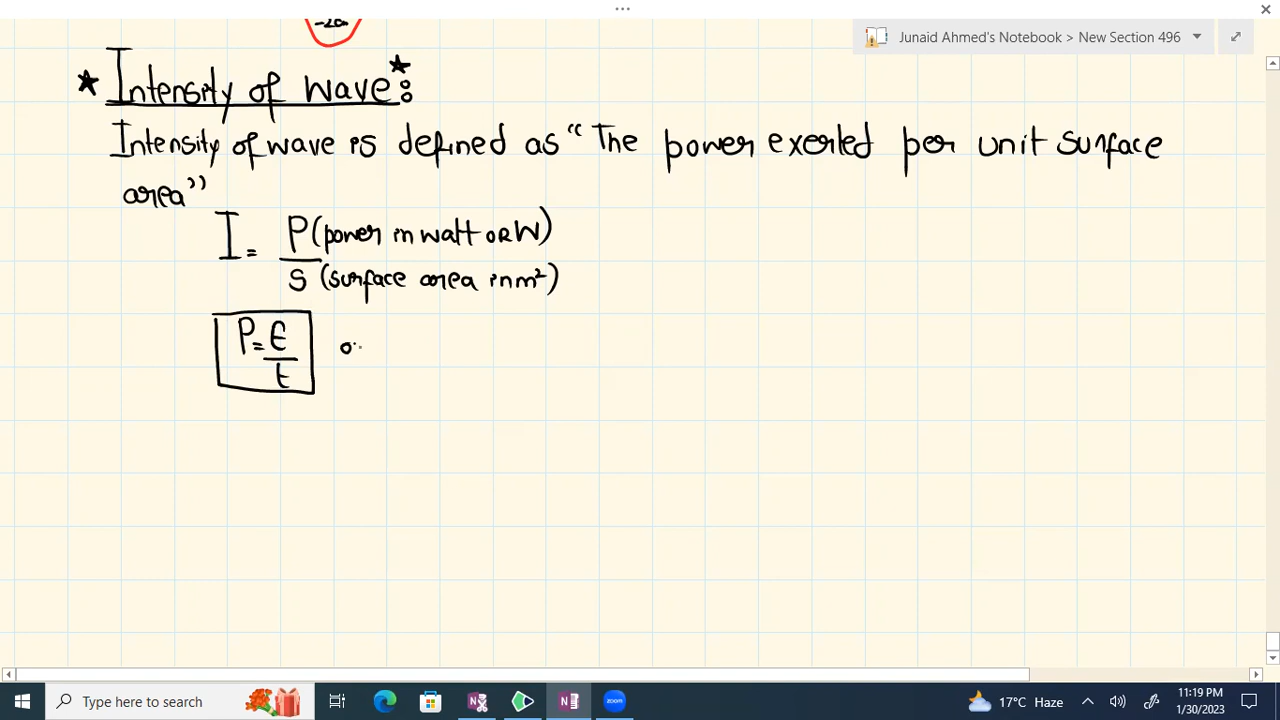 -2a
Junaid Ahmed's Notebook > New Section 496
★ Intensity of wave★:
Intensity of wave is defined as "The power exerted per unit surface
area"
I = P (power in watt OR W)
S (surface area in m²)
P = E
t
Type here to search
zoom
17°C Haze
11:19 PM
1/30/2023